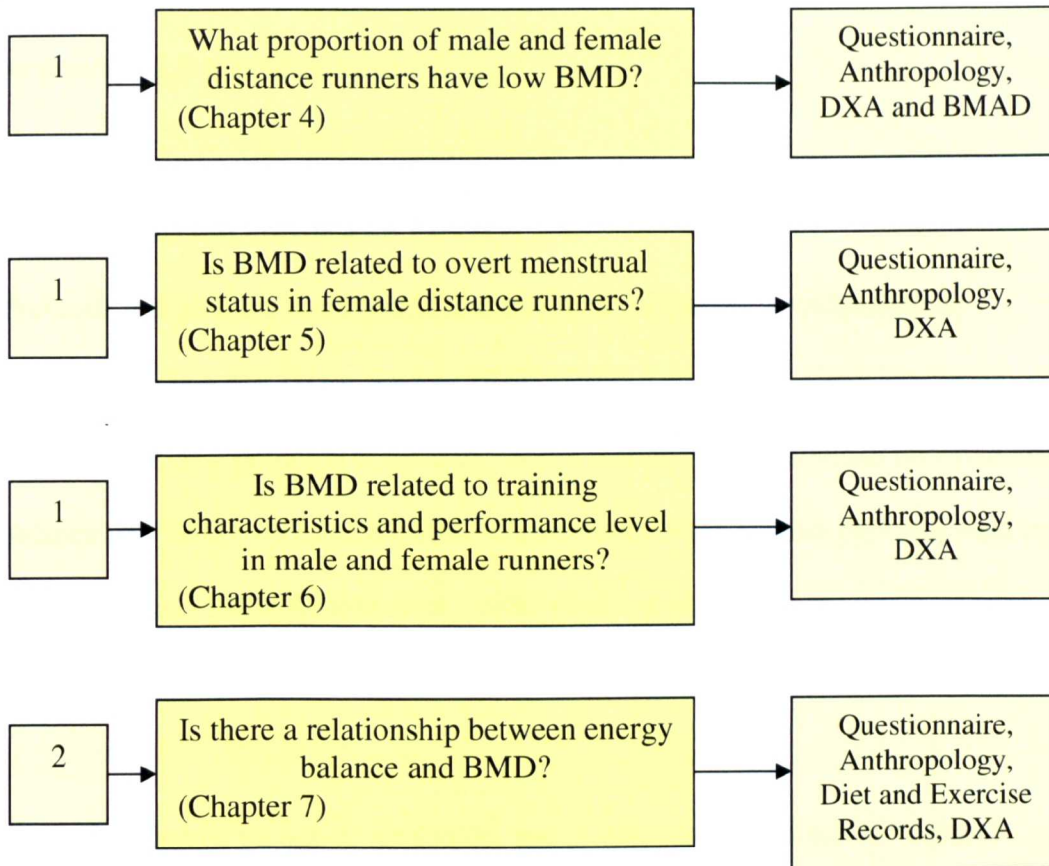 1
What proportion of male and female
distance runners have low BMD?
(Chapter 4)
Questionnaire,
Anthropology,
DXA and BMAD
1
Is BMD related to overt menstrual
status in female distance runners?
(Chapter 5)
Questionnaire,
Anthropology,
DXA
1
Is BMD related to training
characteristics and performance level
in male and female runners?
(Chapter 6)
Questionnaire,
Anthropology,
DXA
2
Is there a relationship between energy
balance and BMD?
(Chapter 7)
Questionnaire,
Anthropology,
Diet and Exercise
Records, DXA